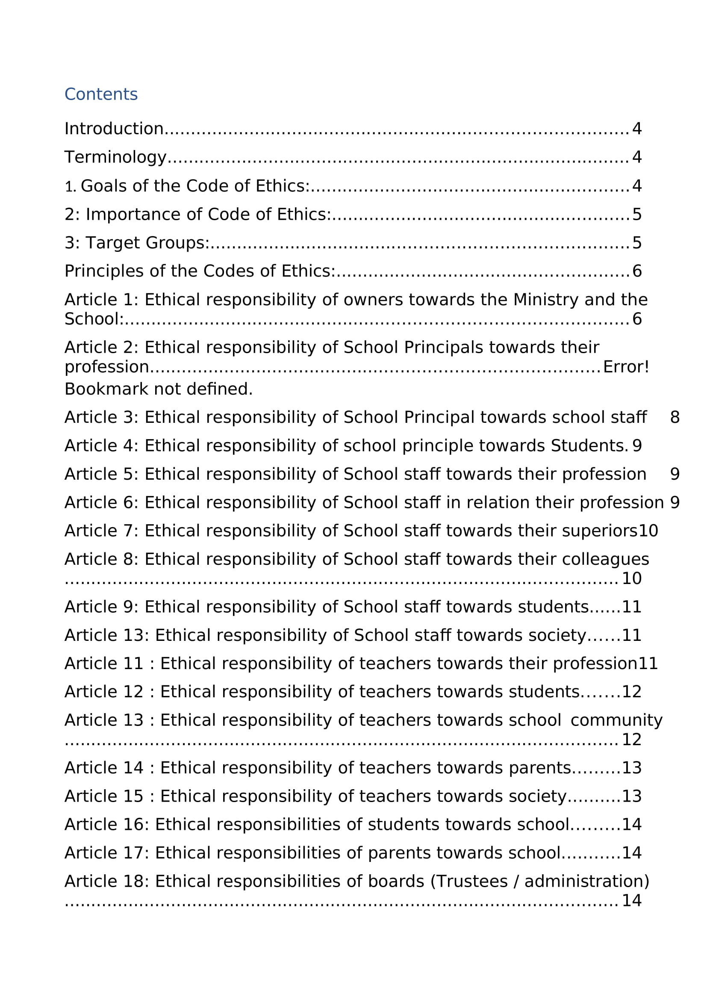 Contents
Introduction........................................................................................ 4
Terminology....................................................................................... 4
1. Goals of the Code of Ethics:............................................................ 4
2: Importance of Code of Ethics:........................................................ 5
3: Target Groups:............................................................................... 5
Principles of the Codes of Ethics:....................................................... 6
Article 1: Ethical responsibility of owners towards the Ministry and the
School:............................................................................................... 6
Article 2: Ethical responsibility of School Principals towards their
profession..................................................................................... Error!
Bookmark not defined.
Article 3: Ethical responsibility of School Principal towards school staff 8
Article 4: Ethical responsibility of school principle towards Students. 9
Article 5: Ethical responsibility of School staff towards their profession 9
Article 6: Ethical responsibility of School staff in relation their profession 9
Article 7: Ethical responsibility of School staff towards their superiors10
Article 8: Ethical responsibility of School staff towards their colleagues
......................................................................................................... 10
Article 9: Ethical responsibility of School staff towards students......11
Article 13: Ethical responsibility of School staff towards society......11
Article 11 : Ethical responsibility of teachers towards their profession11
Article 12 : Ethical responsibility of teachers towards students.......12
Article 13 : Ethical responsibility of teachers towards school community
......................................................................................................... 12
Article 14 : Ethical responsibility of teachers towards parents.........13
Article 15 : Ethical responsibility of teachers towards society..........13
Article 16: Ethical responsibilities of students towards school.........14
Article 17: Ethical responsibilities of parents towards school...........14
Article 18: Ethical responsibilities of boards (Trustees / administration)
......................................................................................................... 14